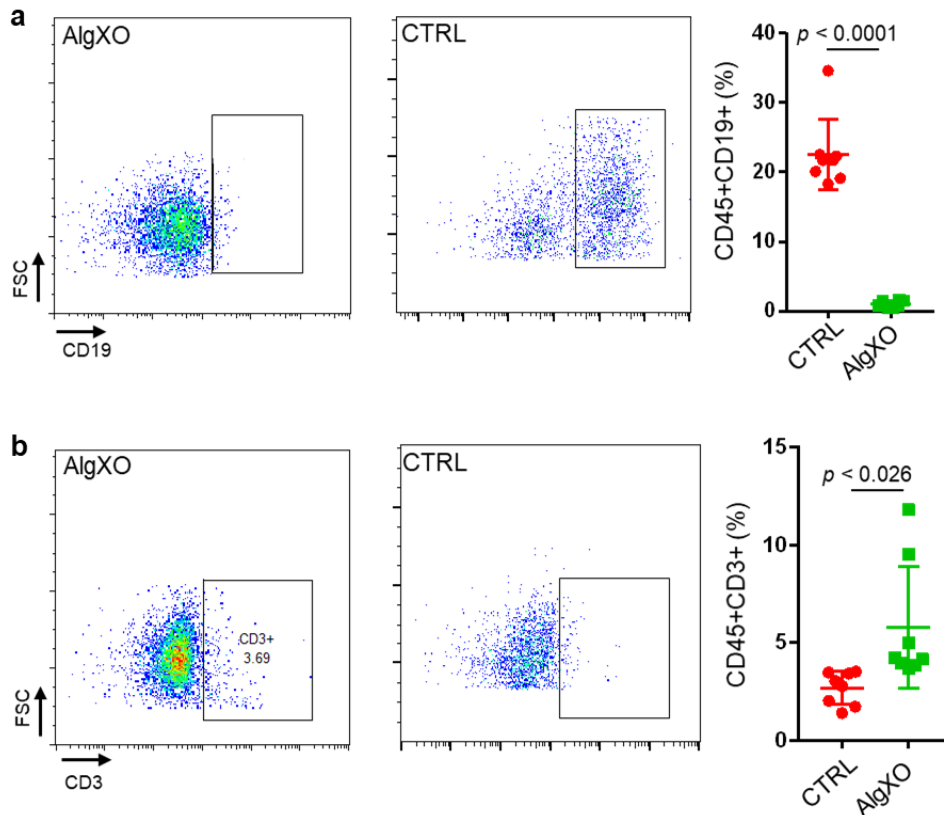 a
AlgXO
CTRL
FSC
CD19
CD45+CD19+ (%)
p < 0.0001
40
30
20
10
0
CTRL
AlgXO
b
AlgXO
CTRL
CD3+
3.69
FSC
CD3
CD45+CD3+ (%)
p < 0.026
15
10
5
0
CTRL
AlgXO